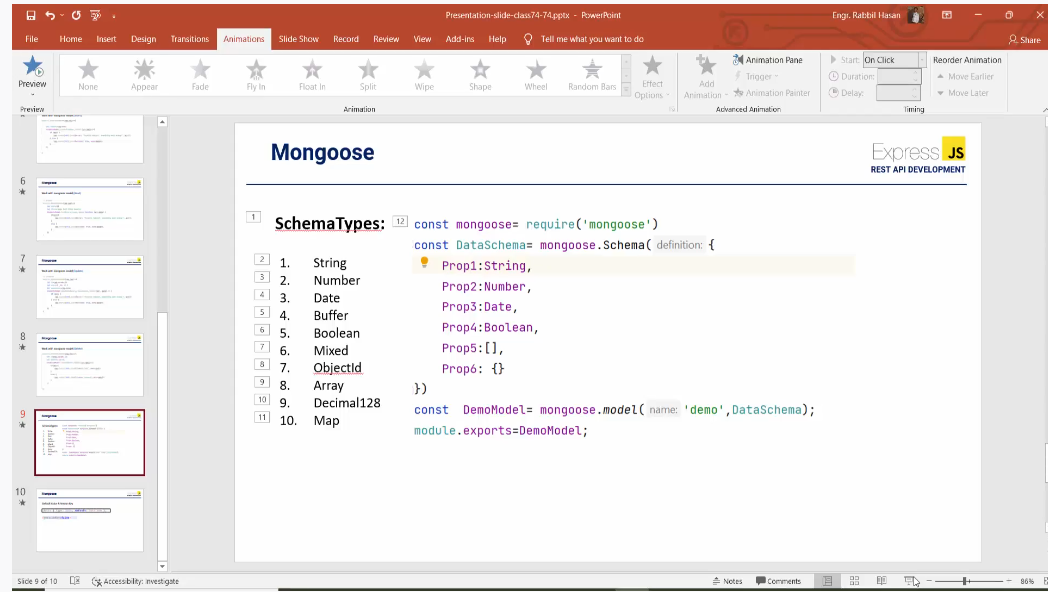 Presentation-slide-class74-74.pptx - PowerPoint
Engr. Rabbil Hasan
File Home Insert Design Transitions Animations Slide Show Record Review View Add-ins Help Tell me what you want to do
Share
Preview
None Appear Fade Fly In Float In Split Wipe Shape Wheel Random Bars
Effect Options
Add Animation
Animation Pane
Trigger
Animation Painter
Start: On Click
Duration:
Delay:
Reorder Animation
Move Earlier
Move Later
Preview Animation Advanced Animation Timing
6
7
8
9
10
Mongoose
Express JS
REST API DEVELOPMENT
1 SchemaTypes:
2 1. String
3 2. Number
4 3. Date
5 4. Buffer
6 5. Boolean
7 6. Mixed
8 7. ObjectId
9 8. Array
10 9. Decimal128
11 10. Map
12 const mongoose= require('mongoose')
const DataSchema= mongoose.Schema( definition: {
Prop1:String,
Prop2:Number,
Prop3:Date,
Prop4:Boolean,
Prop5:[],
Prop6: {}
})
const DemoModel= mongoose.model( name: 'demo',DataSchema);
module.exports=DemoModel;
Slide 9 of 10 Accessibility: Investigate Notes Comments 86%